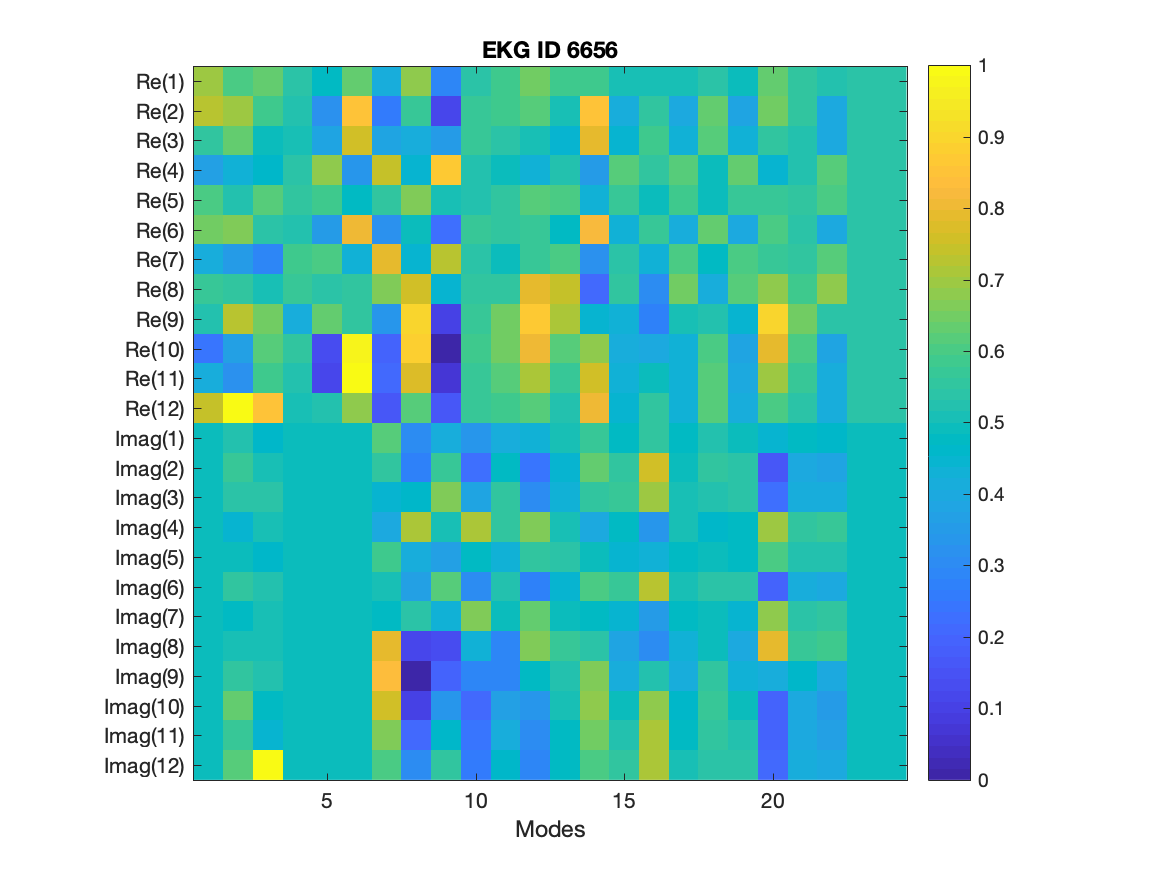 EKG ID 6656
Re(1)
Re(2)
Re(3)
Re(4)
Re(5)
Re(6)
Re(7)
Re(8)
Re(9)
Re(10)
Re(11)
Re(12)
Imag(1)
Imag(2)
Imag(3)
Imag(4)
Imag(5)
Imag(6)
Imag(7)
Imag(8)
Imag(9)
Imag(10)
Imag(11)
Imag(12)
5 10 15 20
Modes
1
0.9
0.8
0.7
0.6
0.5
0.4
0.3
0.2
0.1
0